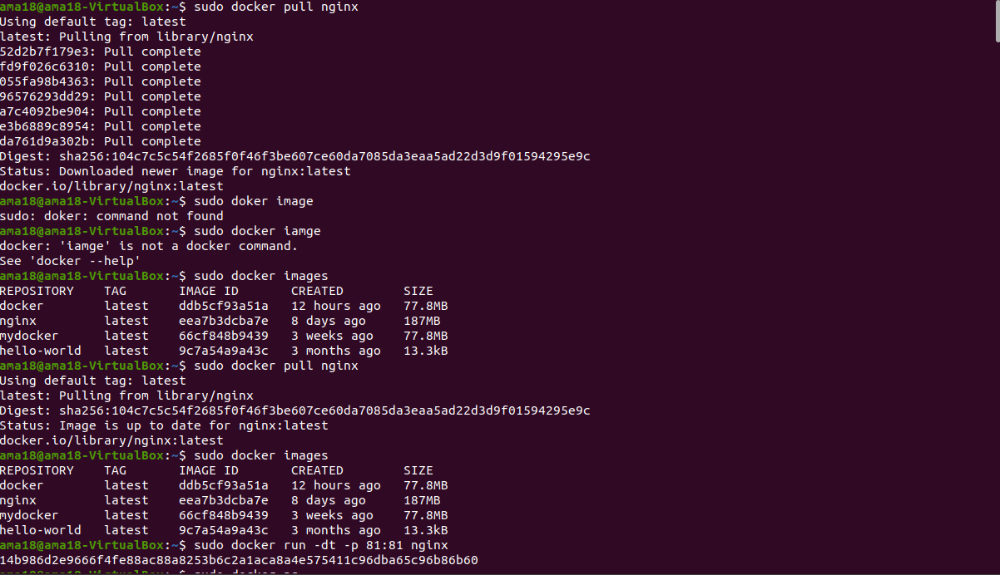 ama18@ama18-VirtualBox:~$ sudo docker pull nginx
Using default tag: latest
latest: Pulling from library/nginx
52d2b7f179e3: Pull complete
fd9f026c6310: Pull complete
055fa98b4363: Pull complete
96576293dd29: Pull complete
a7c4092be904: Pull complete
e3b6889c8954: Pull complete
da761d9a302b: Pull complete
Digest: sha256:104c7c5c54f2685f0f46f3be607ce60da7085da3eaa5ad22d3d9f01594295e9c
Status: Downloaded newer image for nginx:latest
docker.io/library/nginx:latest
ama18@ama18-VirtualBox:~$ sudo doker image
sudo: doker: command not found
ama18@ama18-VirtualBox:~$ sudo docker iamge
docker: 'iamge' is not a docker command.
See 'docker --help'
ama18@ama18-VirtualBox:~$ sudo docker images
REPOSITORY    TAG       IMAGE ID       CREATED        SIZE
docker        latest    ddb5cf93a51a   12 hours ago   77.8MB
nginx         latest    eea7b3dcba7e   8 days ago     187MB
mydocker      latest    66cf848b9439   3 weeks ago    77.8MB
hello-world   latest    9c7a54a9a43c   3 months ago   13.3kB
ama18@ama18-VirtualBox:~$ sudo docker pull nginx
Using default tag: latest
latest: Pulling from library/nginx
Digest: sha256:104c7c5c54f2685f0f46f3be607ce60da7085da3eaa5ad22d3d9f01594295e9c
Status: Image is up to date for nginx:latest
docker.io/library/nginx:latest
ama18@ama18-VirtualBox:~$ sudo docker images
REPOSITORY    TAG       IMAGE ID       CREATED        SIZE
docker        latest    ddb5cf93a51a   12 hours ago   77.8MB
nginx         latest    eea7b3dcba7e   8 days ago     187MB
mydocker      latest    66cf848b9439   3 weeks ago    77.8MB
hello-world   latest    9c7a54a9a43c   3 months ago   13.3kB
ama18@ama18-VirtualBox:~$ sudo docker run -dt -p 81:81 nginx
14b986d2e9666f4fe88ac88a8253b6c2a1aca8a4e575411c96dba65c96b86b60